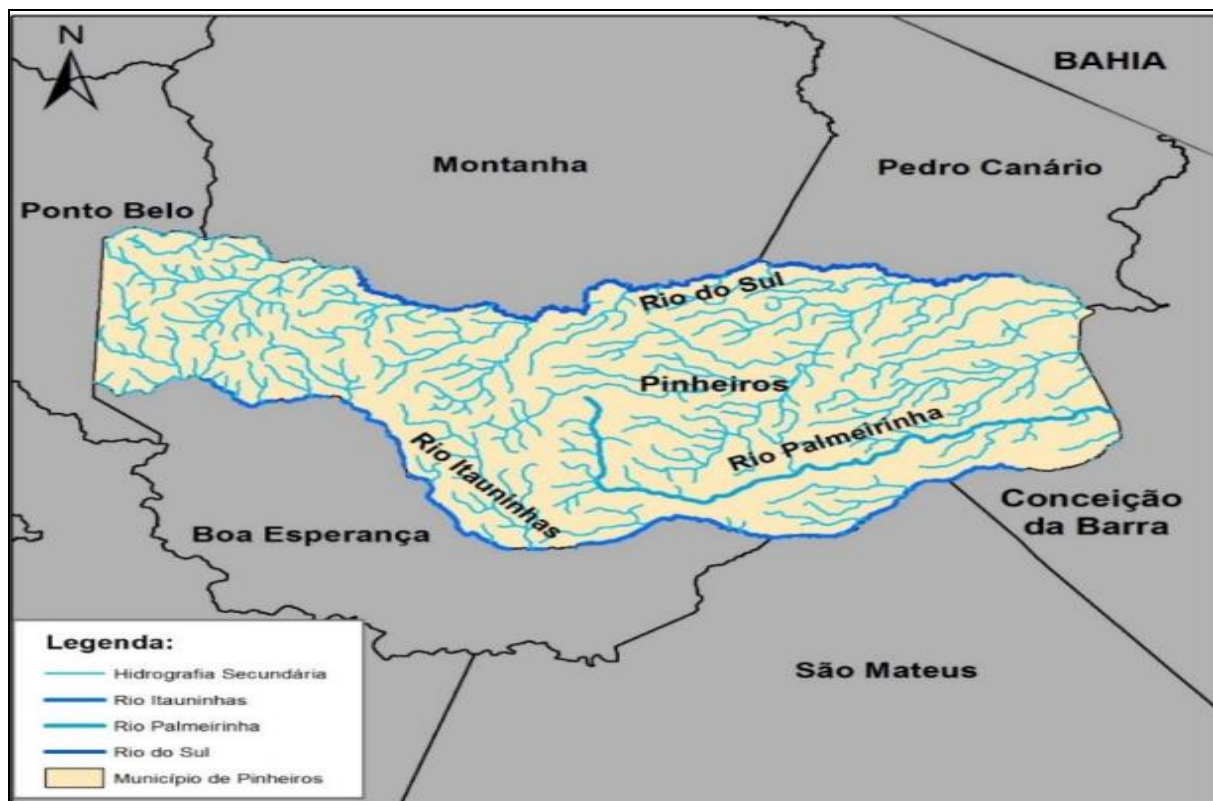 N
BAHIA
Montanha
Pedro Canário
Ponto Belo
Rio do Sul
Pinheiros
Rio Palmeirinha
Rio Itauninhas
Conceição
da Barra
Boa Esperança
São Mateus
Legenda:
Hidrografia Secundária
Rio Itauninhas
Rio Palmeirinha
Rio do Sul
Município de Pinheiros